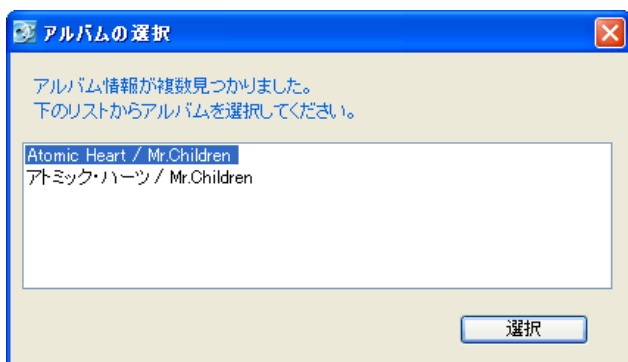 アルバムの選択
アルバム情報が複数見つかりました。
下のリストからアルバムを選択してください。
Atomic Heart / Mr.Children
アトミック・ハーツ / Mr.Children
選択